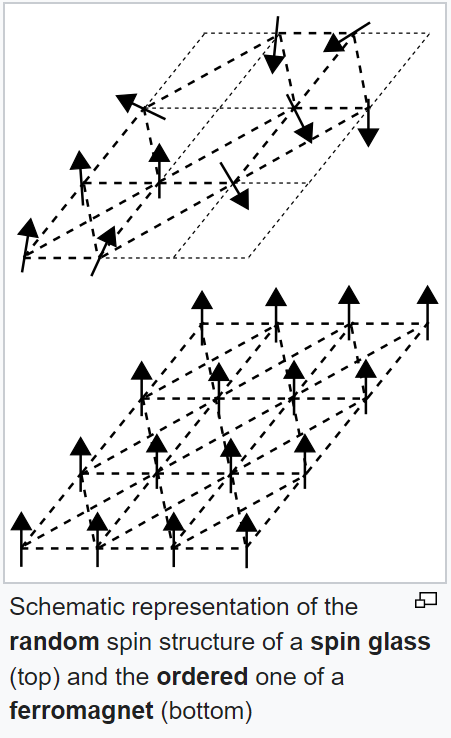 Schematic representation of the
random spin structure of a spin glass
(top) and the ordered one of a
ferromagnet (bottom)